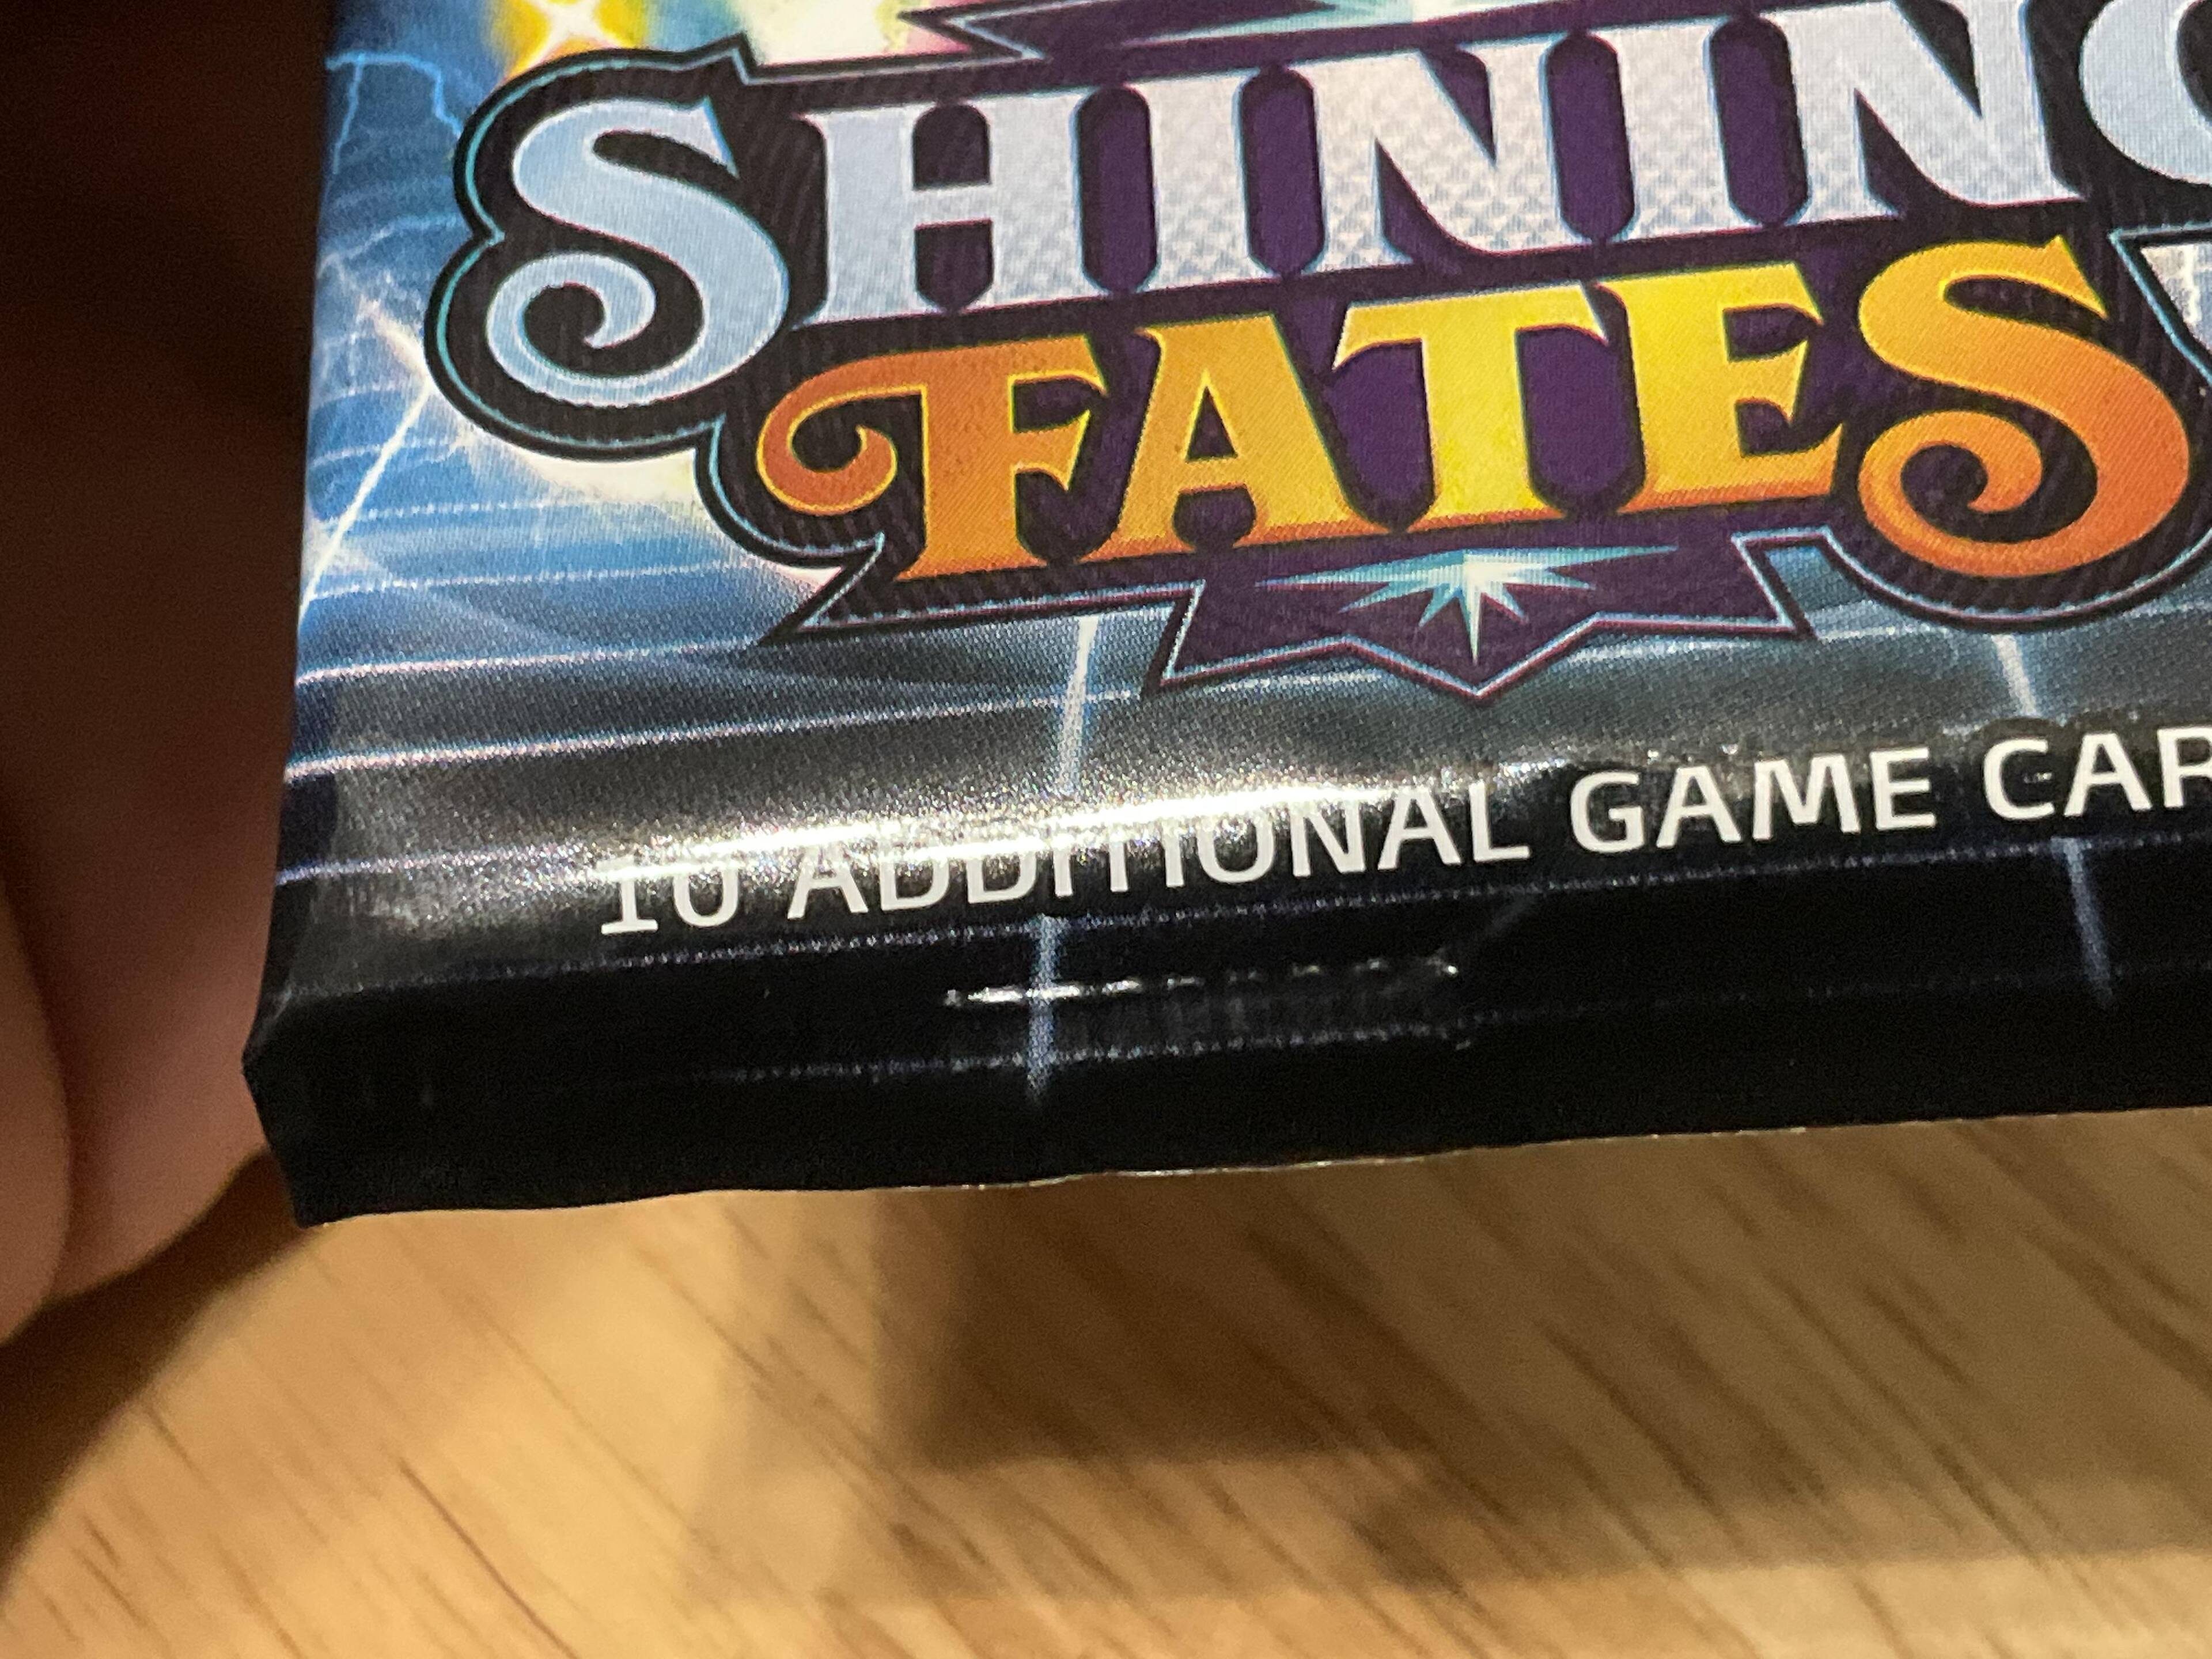 SHINING
FATES
10 ADDITIONAL GAME CAR